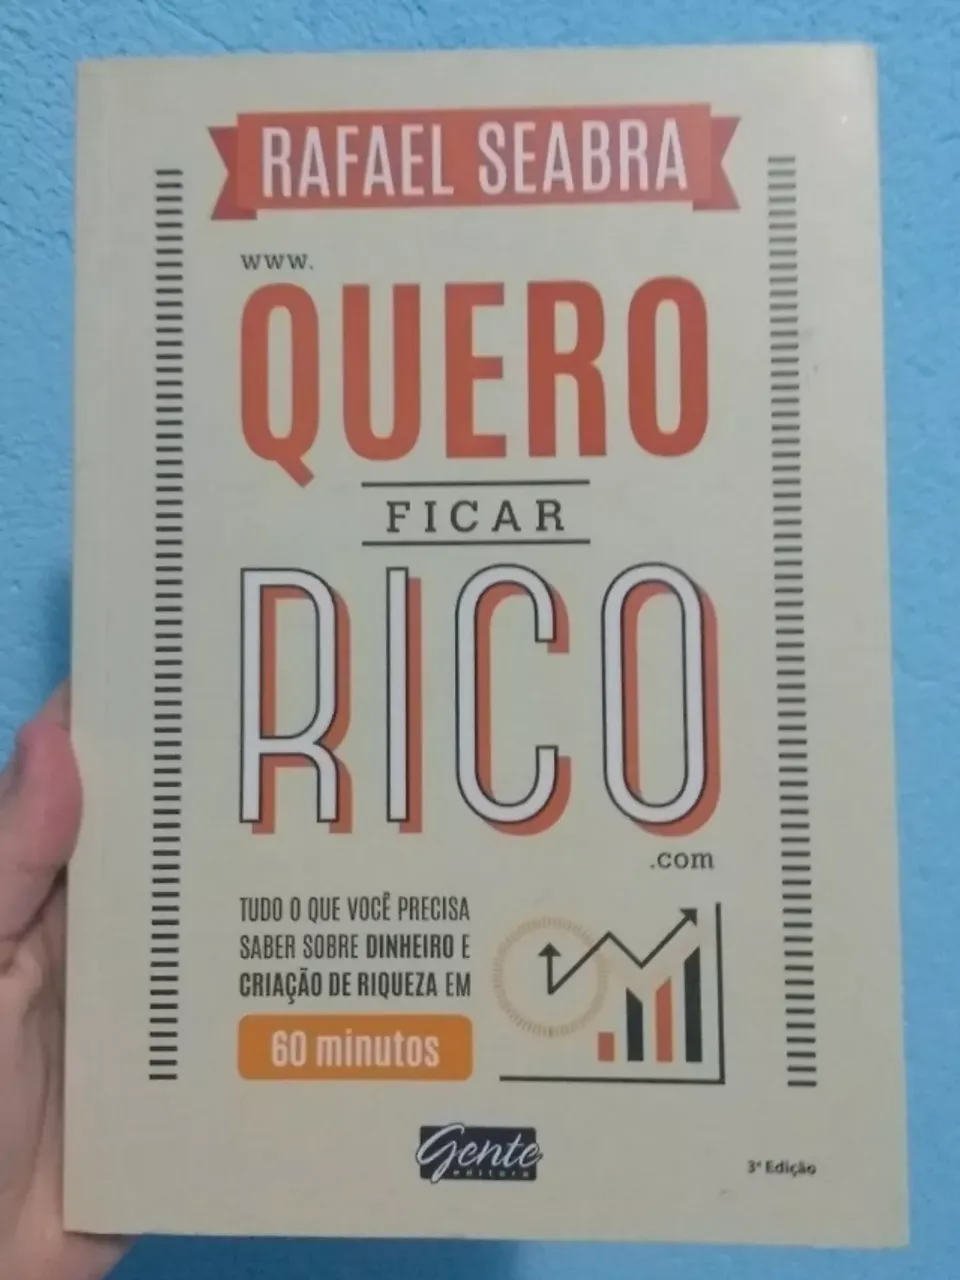 RAFAEL SEABRA
www.
QUERO
FICAR
RICO
.com
TUDO O QUE VOCÊ PRECISA
SABER SOBRE DINHEIRO E
CRIAÇÃO DE RIQUEZA EM
60 minutos
Gente
editora
3ª Edição